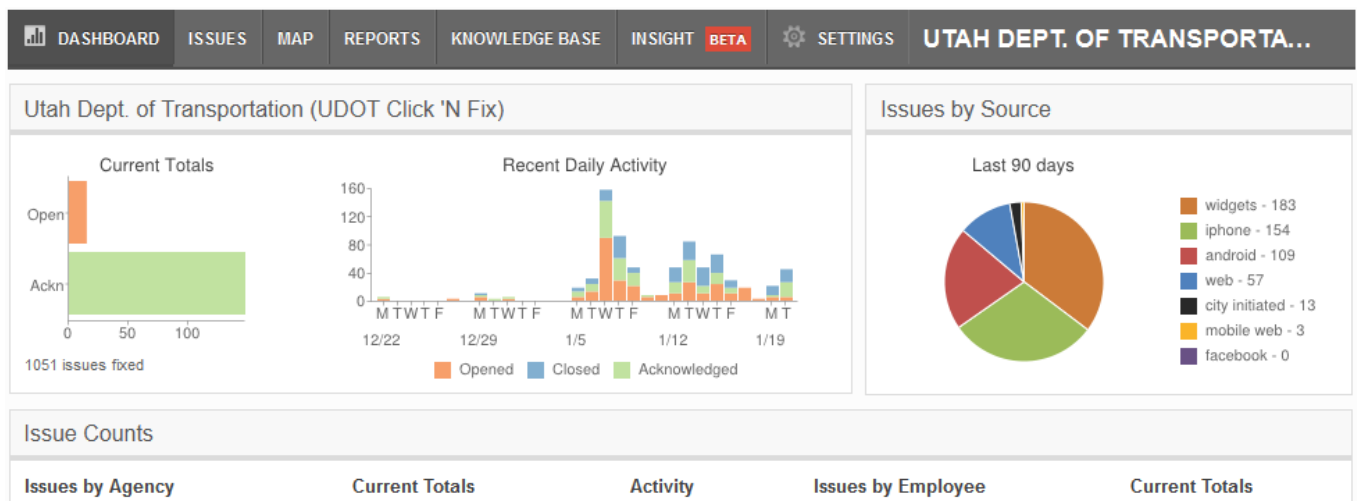 DASHBOARD ISSUES MAP REPORTS KNOWLEDGE BASE INSIGHT BETA SETTINGS UTAH DEPT. OF TRANSPORTA...
Utah Dept. of Transportation (UDOT Click 'N Fix)
Issues by Source
Current Totals
Recent Daily Activity
Last 90 days
Open
Ackn
0 50 100
1051 issues fixed
160
120
80
40
0
M T W T F M T W T F M T W T F M T W T F M T
12/22 12/29 1/5 1/12 1/19
Opened Closed Acknowledged
widgets - 183
iphone - 154
android - 109
web - 57
city initiated - 13
mobile web - 3
facebook - 0
Issue Counts
Issues by Agency Current Totals Activity Issues by Employee Current Totals